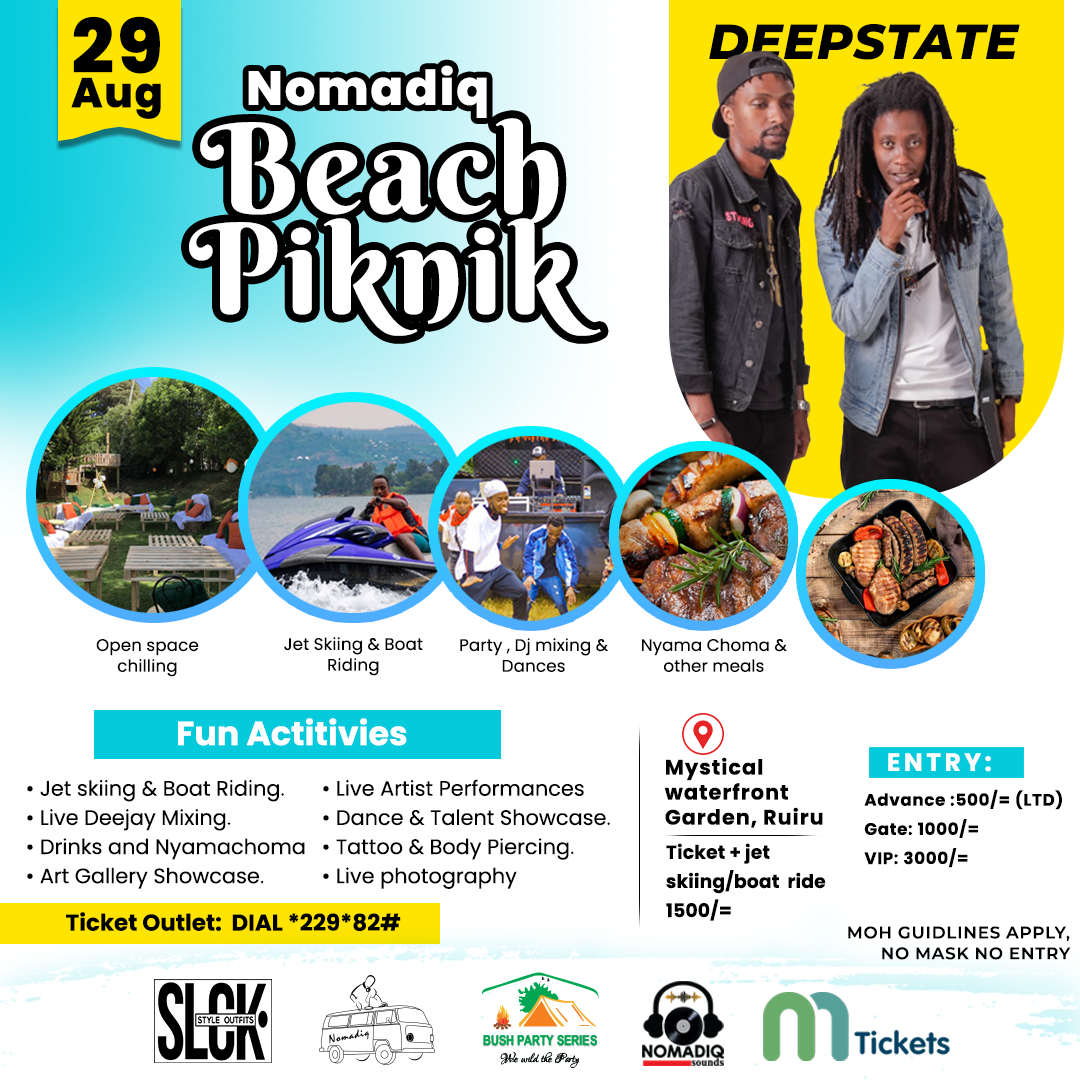 29
Aug
Nomadiq
Beach
Piknik
DEEPSTATE
STRONG
Open space
chilling
Jet Skiing & Boat
Riding
Party , Dj mixing &
Dances
Nyama Choma &
other meals
Fun Actitivies
• Jet skiing & Boat Riding.
• Live Deejay Mixing.
• Drinks and Nyamachoma
• Art Gallery Showcase.
• Live Artist Performances
• Dance & Talent Showcase.
• Tattoo & Body Piercing.
• Live photography
Ticket Outlet: DIAL *229*82#
Mystical
waterfront
Garden, Ruiru
Ticket + jet
skiing/boat ride
1500/=
ENTRY:
Advance :500/= (LTD)
Gate: 1000/=
VIP: 3000/=
MOH GUIDLINES APPLY,
NO MASK NO ENTRY
SLCK
STYLE OUTFITS
Nomadiq
BUSH PARTY SERIES
We wild the Party
NOMADIQ
sounds
m Tickets